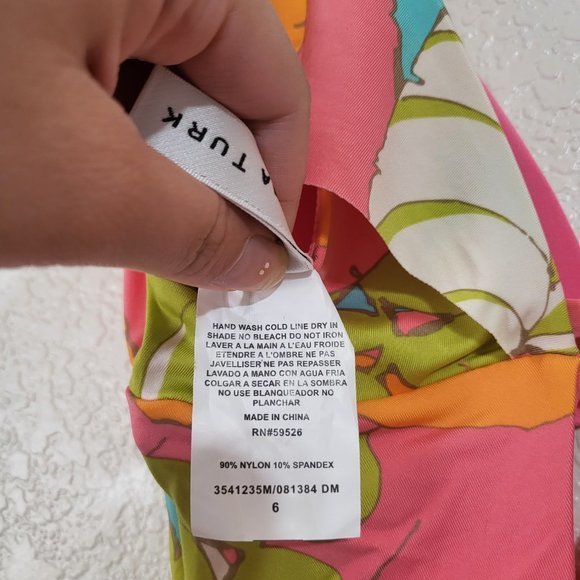 A TURK
HAND WASH COLD LINE DRY IN
SHADE NO BLEACH DO NOT IRON
LAVER A LA MAIN A L'EAU FROIDE
ETENDRE A L'OMBRE NE PAS
JAVELLISER NE PAS REPASSER
LAVADO A MANO CON AGUA FRIA
COLGAR A SECAR EN LA SOMBRA
NO USE BLANQUEADOR NO
PLANCHAR
MADE IN CHINA
RN#59526
90% NYLON 10% SPANDEX
3541235M/081384 DM
6